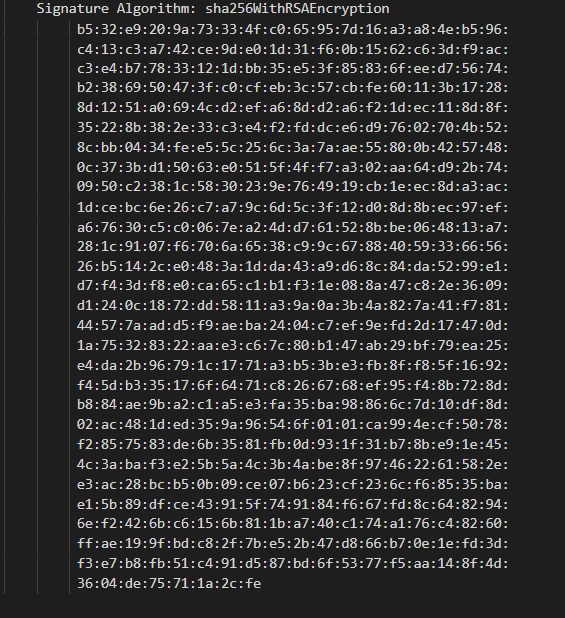 Signature Algorithm: sha256WithRSAEncryption
b5:32:e9:20:9a:73:33:4f:c0:65:95:7d:16:a3:a8:4e:b5:96:
c4:13:c3:a7:42:ce:9d:e0:1d:31:f6:0b:15:62:c6:3d:f9:ac:
c3:e4:b7:78:33:12:1d:bb:35:e5:3f:85:83:6f:ee:d7:56:74:
b2:38:69:50:47:3f:c0:cf:eb:3c:57:cb:fe:60:11:3b:17:28:
8d:12:51:a0:69:4c:d2:ef:a6:8d:d2:a6:f2:1d:ec:11:8d:8f:
35:22:8b:38:2e:33:c3:e4:f2:fd:dc:e6:d9:76:02:70:4b:52:
8c:bb:04:34:fe:e5:5c:25:6c:3a:7a:ae:55:80:0b:42:57:48:
0c:37:3b:d1:50:63:e0:51:5f:4f:f7:a3:02:aa:64:d9:2b:74:
09:50:c2:38:1c:58:30:23:9e:76:49:19:cb:1e:ec:8d:a3:ac:
1d:ce:bc:6e:26:c7:a7:9c:6d:5c:3f:12:d0:8d:8b:ec:97:ef:
a6:76:30:c5:c0:06:7e:a2:4d:d7:61:52:8b:be:06:48:13:a7:
28:1c:91:07:f6:70:6a:65:38:c9:9c:67:88:40:59:33:66:56:
26:b5:14:2c:e0:48:3a:1d:da:43:a9:d6:8c:84:da:52:99:e1:
d7:f4:3d:f8:e0:ca:65:c1:b1:f3:1e:08:8a:47:c8:2e:36:09:
d1:24:0c:18:72:dd:58:11:a3:9a:0a:3b:4a:82:7a:41:f7:81
44:57:7a:ad:d5:f9:ae:ba:24:04:c7:ef:9e:fd:2d:17:47:0d:
1a:75:32:83:22:aa:e3:c6:7c:80:b1:47:ab:29:bf:79:ea:25:
e4:da:2b:96:79:1c:17:71:a3:b5:3b:e3:fb:8f:f8:5f:16:92:
f4:5d:b3:35:17:6f:64:71:c8:26:67:68:ef:95:f4:8b:72:8d:
b8:84:ae:9b:a2:c1:a5:e3:fa:35:ba:98:86:6c:7d:10:df:8d:
02:ac:48:1d:ed:35:9a:96:54:6f:01:01:ca:99:4e:cf:50:78:
f2:85:75:83:de:6b:35:81:fb:0d:93:1f:31:b7:8b:e9:1e:45:
4c:3a:ba:f3:e2:5b:5a:4c:3b:4a:be:8f:97:46:22:61:58:2e:
e3:ac:28:bc:b5:0b:09:ce:07:b6:23:cf:23:6c:f6:85:35:ba:
e1:5b:89:df:ce:43:91:5f:74:91:84:f6:67:fd:8c:64:82:94:
6e:f2:42:6b:c6:15:6b:81:1b:a7:40:c1:74:a1:76:c4:82:60:
ff:ae:19:9f:bd:c8:2f:7b:e5:2b:47:d8:66:b7:0e:1e:fd:3d:
f3:e7:b8:fb:51:c4:91:d5:87:bd:6f:53:77:f5:aa:14:8f:4d:
36:04:de:75:71:1a:2c:fe